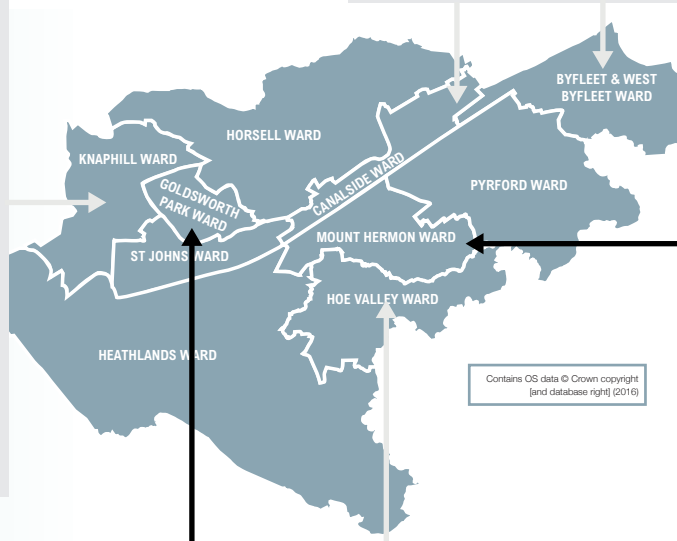 BYFLEET & WEST
BYFLEET WARD
HORSELL WARD
KNAPHILL WARD
CANALSIDE WARD
PYRFORD WARD
GOLDSWORTH
PARK WARD
MOUNT HERMON WARD
ST JOHNS WARD
HOE VALLEY WARD
HEATHLANDS WARD
Contains OS data © Crown copyright
[and database right] (2016)